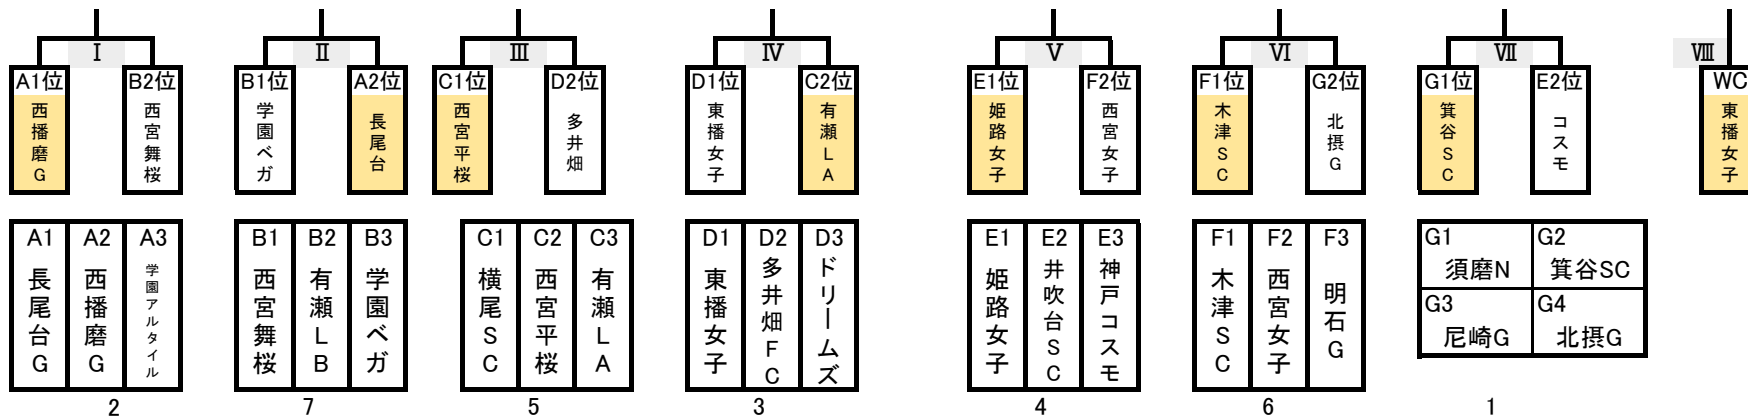 Ⅰ
Ⅱ
Ⅲ
Ⅳ
Ⅴ
Ⅵ
Ⅶ
Ⅷ
A1位
B2位
B1位
A2位
C1位
D2位
D1位
C2位
E1位
F2位
F1位
G2位
G1位
E2位
WC
西播磨G
西宮舞桜
学園ベガ
長尾台
西宮平桜
多井畑
東播女子
有瀬LA
姫路女子
西宮女子
木津SC
北摂G
箕谷SC
コスモ
東播女子
A1
長尾台G
A2
西播磨G
A3
学園アルタイル
B1
西宮舞桜
B2
有瀬LB
B3
学園ベガ
C1
横尾SC
C2
西宮平桜
C3
有瀬LA
D1
東播女子
D2
多井畑FC
D3
ドリームズ
E1
姫路女子
E2
井吹台SC
E3
神戸コスモ
F1
木津SC
F2
西宮女子
F3
明石G
G1
須磨N
G2
箕谷SC
G3
尼崎G
G4
北摂G
2
7
5
3
4
6
1